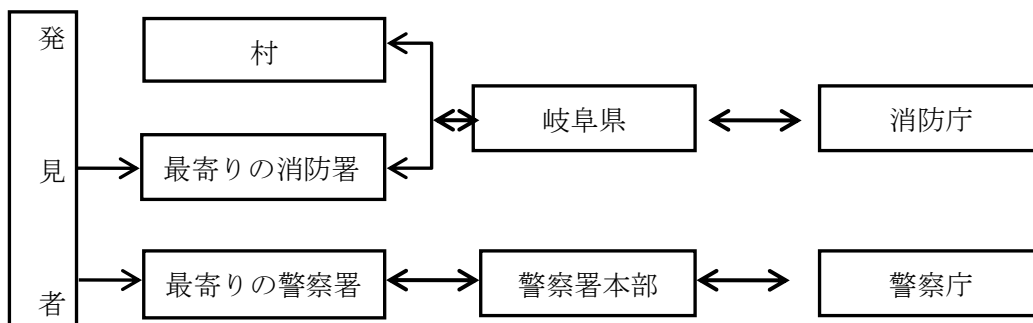 発見者
村
岐阜県
消防庁
最寄りの消防署
最寄りの警察署
警察署本部
警察庁